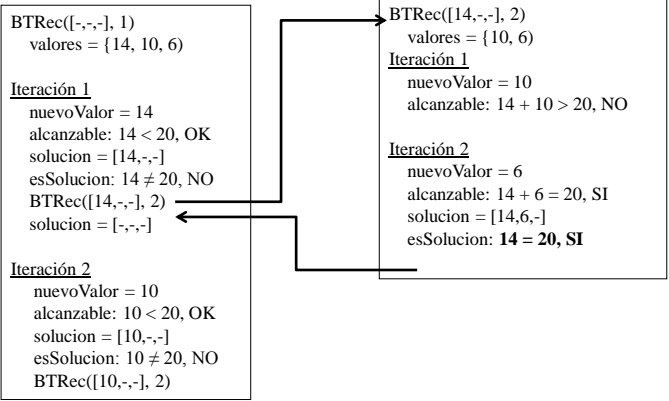 BTRec([-,-,-], 1)
valores = {14, 10, 6)
Iteración 1
nuevoValor = 14
alcanzable: 14 < 20, OK
solucion = [14,-,-]
esSolucion: 14 ≠ 20, NO
BTRec([14,-,-], 2)
solucion = [-,-,-]
Iteración 2
nuevoValor = 10
alcanzable: 10 < 20, OK
solucion = [10,-,-]
esSolucion: 10 ≠ 20, NO
BTRec([10,-,-], 2)
BTRec([14,-,-], 2)
valores = {10, 6)
Iteración 1
nuevoValor = 10
alcanzable: 14 + 10 > 20, NO
Iteración 2
nuevoValor = 6
alcanzable: 14 + 6 = 20, SI
solucion = [14,6,-]
esSolucion: 14 = 20, SI